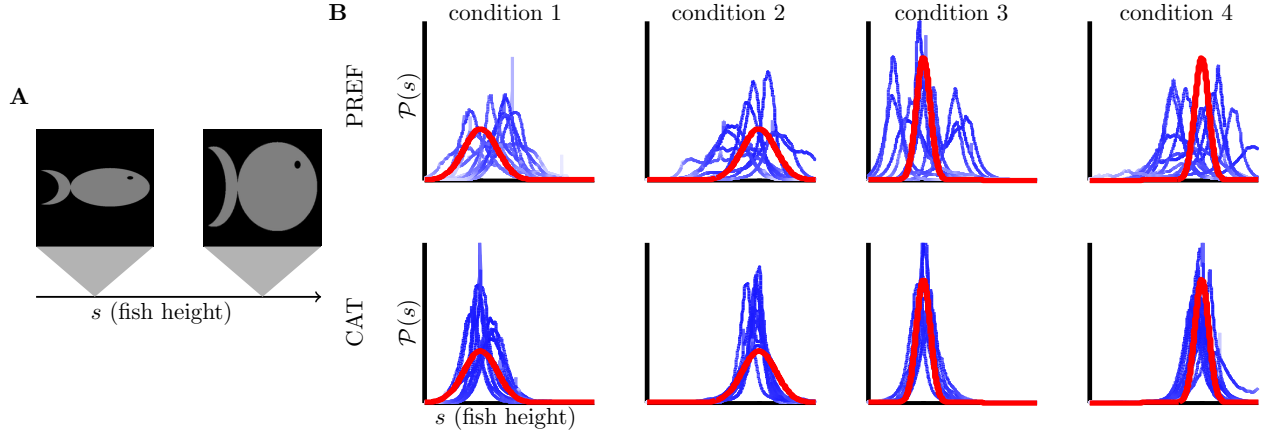 A
s (fish height)
B
condition 1
condition 2
condition 3
condition 4
PREF
P(s)
CAT
P(s)
s (fish height)